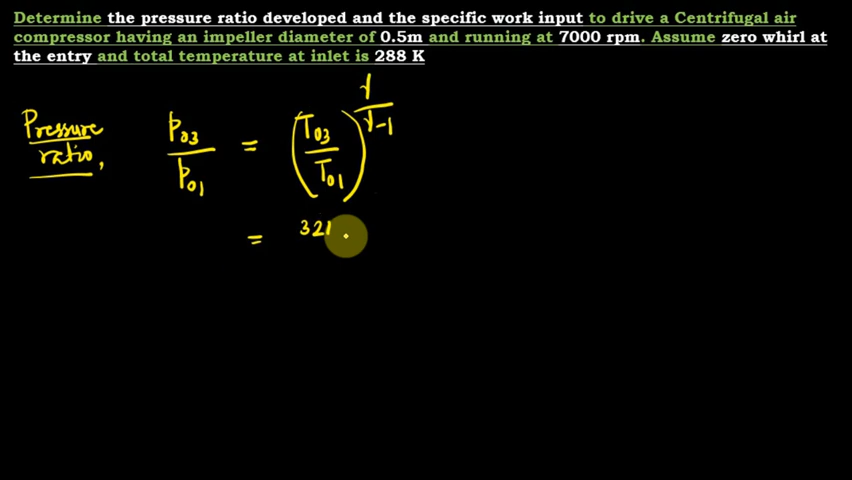 Determine the pressure ratio developed and the specific work input to drive a Centrifugal air
compressor having an impeller diameter of 0.5m and running at 7000 rpm. Assume zero whirl at
the entry and total temperature at inlet is 288 K
Pressure ratio, P03/P01 = (T03/T01)^(γ/γ-1)
= 321